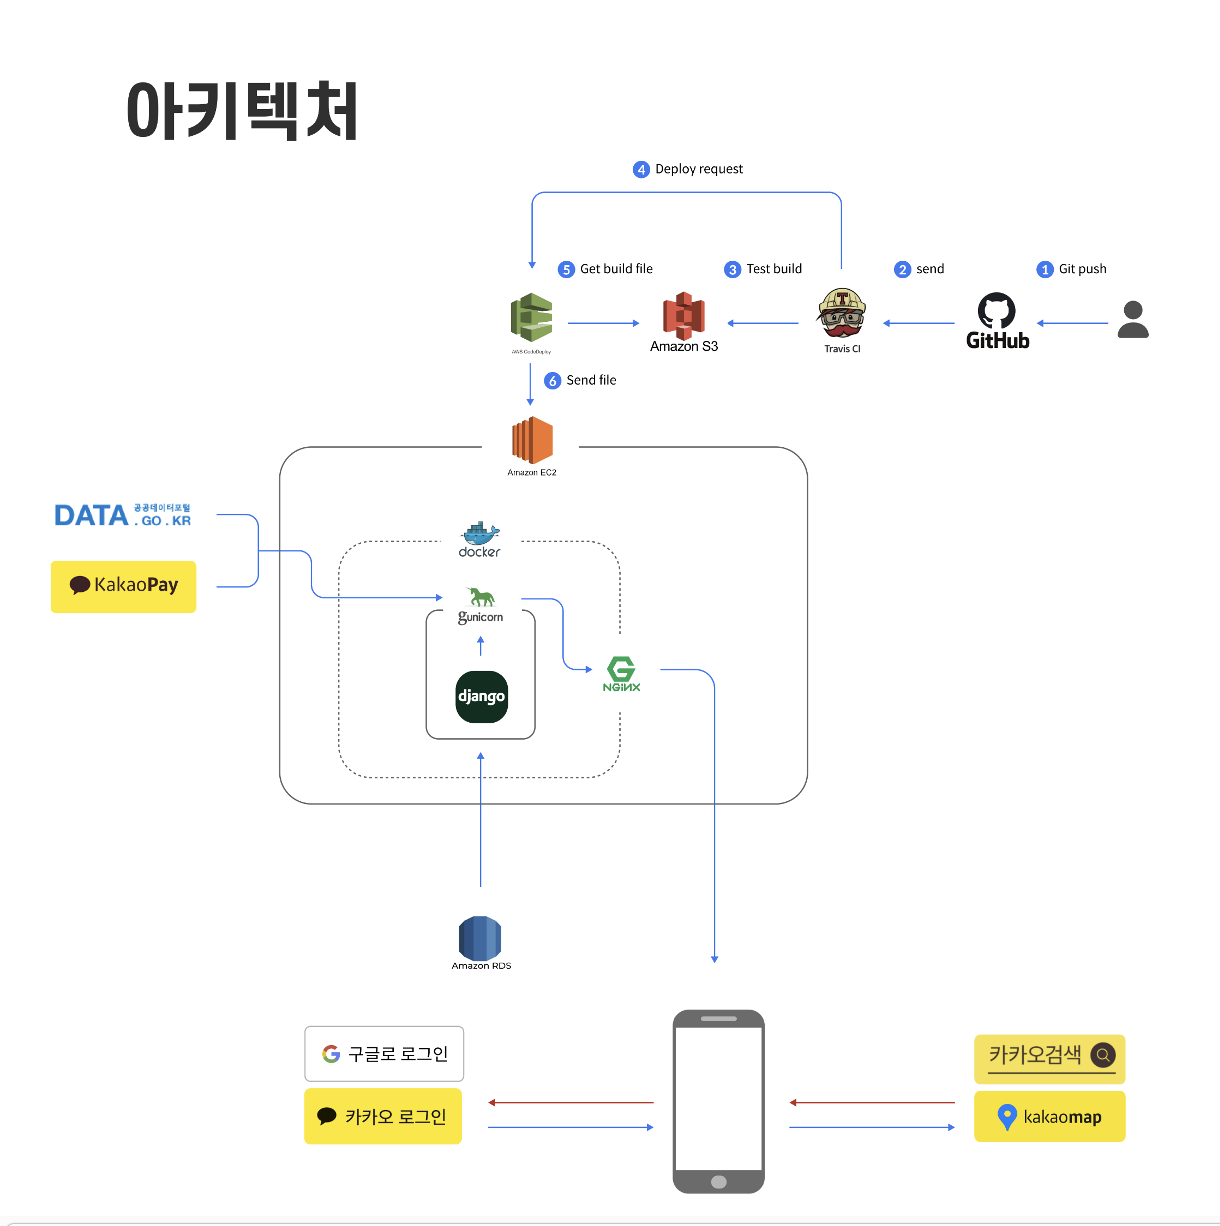 아키텍처
4 Deploy request
5 Get build file
3 Test build
2 send
1 Git push
AWS CodeDeploy
Amazon S3
T
Travis CI
GitHub
6 Send file
Amazon EC2
DATA 공공데이터포털
. GO . KR
KakaoPay
docker
gunicorn
django
NGINX
Amazon RDS
G 구글로 로그인
카카오 로그인
카카오검색
kakaomap